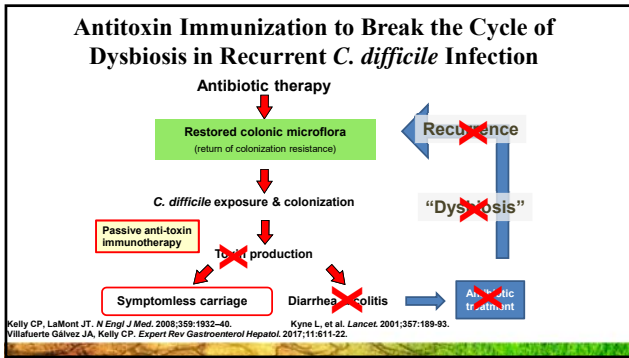 Antitoxin Immunization to Break the Cycle of
Dysbiosis in Recurrent C. difficile Infection
Antibiotic therapy
Restored colonic microflora
(return of colonization resistance)
Recurrence
C. difficile exposure & colonization
"Dysbiosis"
Passive anti-toxin
immunotherapy
Toxin production
Symptomless carriage
Diarrhea & colitis
Antibiotic
treatment
Kelly CP, LaMont JT. N Engl J Med. 2008;359:1932–40.
Kyne L, et al. Lancet. 2001;357:189-93.
Villafuerte Gálvez JA, Kelly CP. Expert Rev Gastroenterol Hepatol. 2017;11:611-22.